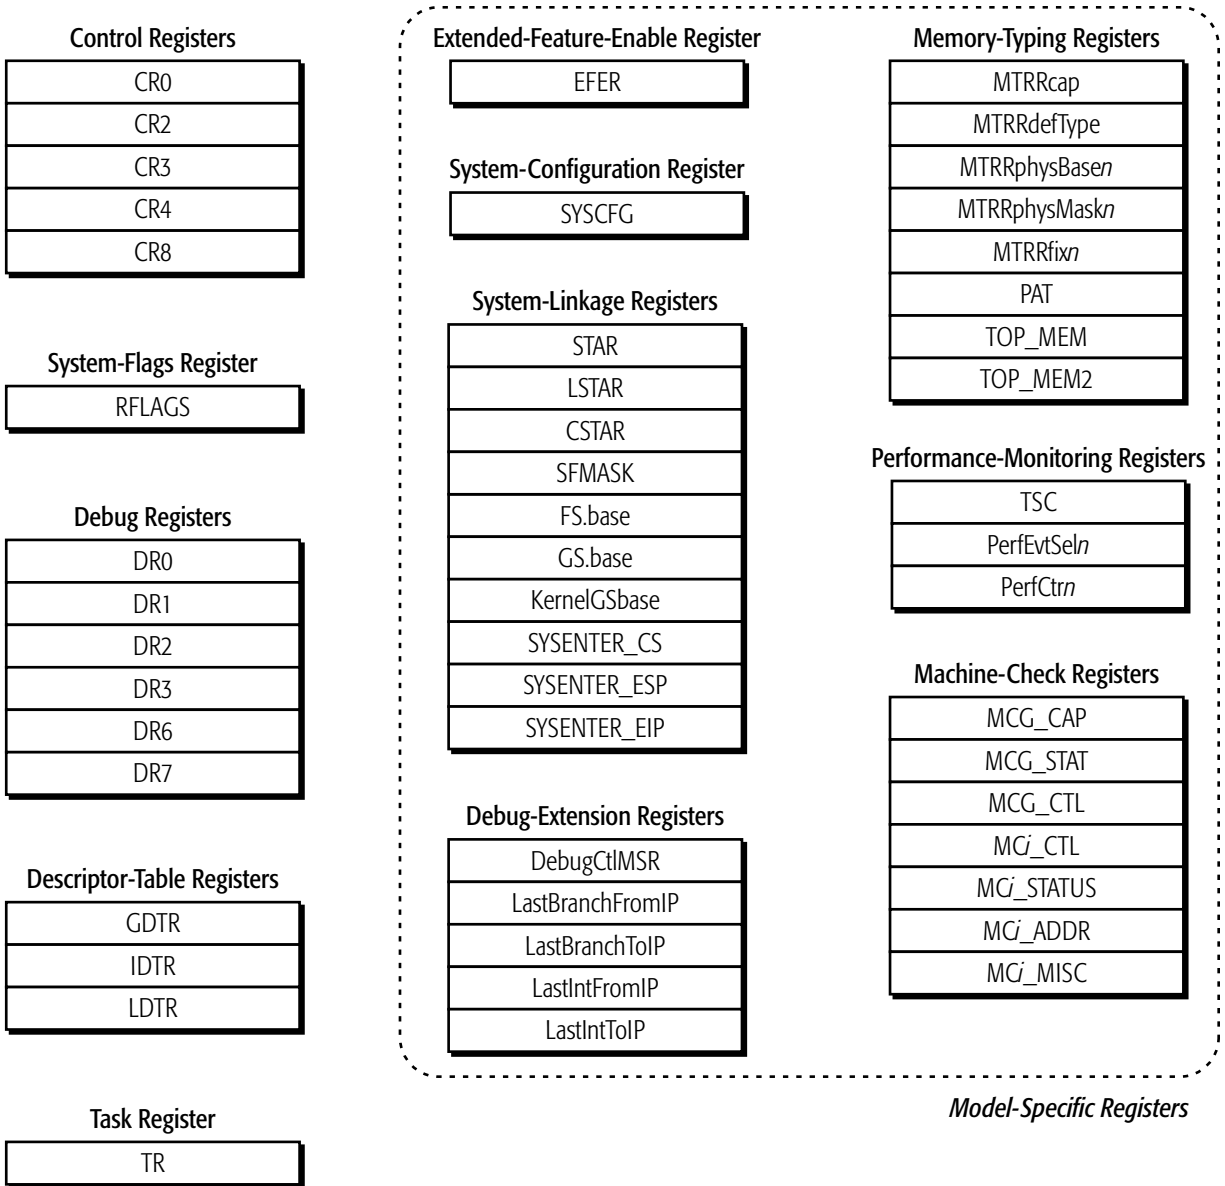 Control Registers
CR0
CR2
CR3
CR4
CR8
System-Flags Register
RFLAGS
Debug Registers
DR0
DR1
DR2
DR3
DR6
DR7
Descriptor-Table Registers
GDTR
IDTR
LDTR
Task Register
TR
Extended-Feature-Enable Register
EFER
System-Configuration Register
SYSCFG
System-Linkage Registers
STAR
LSTAR
CSTAR
SFMASK
FS.base
GS.base
KernelGSbase
SYSENTER_CS
SYSENTER_ESP
SYSENTER_EIP
Debug-Extension Registers
DebugCtlMSR
LastBranchFromIP
LastBranchToIP
LastIntFromIP
LastIntToIP
Memory-Typing Registers
MTRRcap
MTRRdefType
MTRRphysBasen
MTRRphysMaskn
MTRRfixn
PAT
TOP_MEM
TOP_MEM2
Performance-Monitoring Registers
TSC
PerfEvtSeln
PerfCtrn
Machine-Check Registers
MCG_CAP
MCG_STAT
MCG_CTL
MCi_CTL
MCi_STATUS
MCi_ADDR
MCi_MISC
Model-Specific Registers